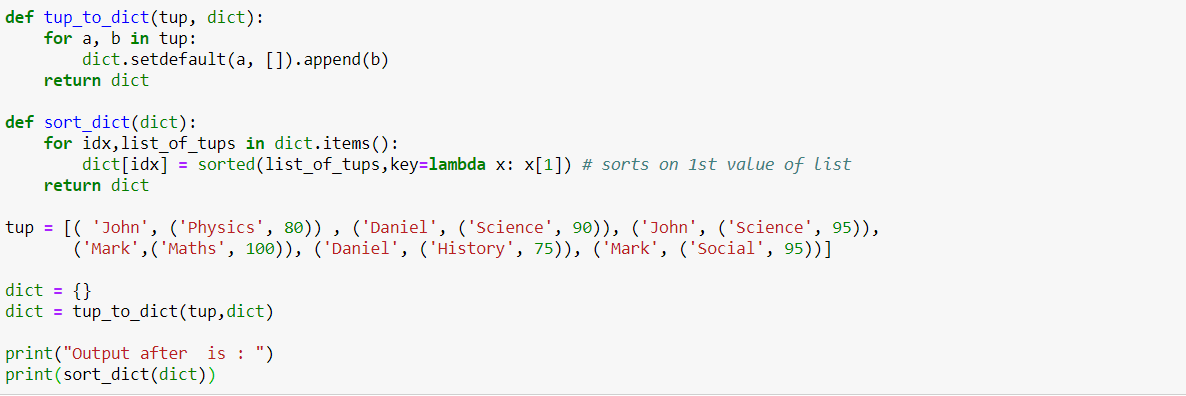 def tup_to_dict(tup, dict):
    for a, b in tup:
        dict.setdefault(a, []).append(b)
    return dict

def sort_dict(dict):
    for idx,list_of_tups in dict.items():
        dict[idx] = sorted(list_of_tups,key=lambda x: x[1]) # sorts on 1st value of list
    return dict

tup = [( 'John', ('Physics', 80)) , ('Daniel', ('Science', 90)), ('John', ('Science', 95)),
       ('Mark',('Maths', 100)), ('Daniel', ('History', 75)), ('Mark', ('Social', 95))]

dict = {}
dict = tup_to_dict(tup,dict)

print("Output after  is : ")
print(sort_dict(dict))